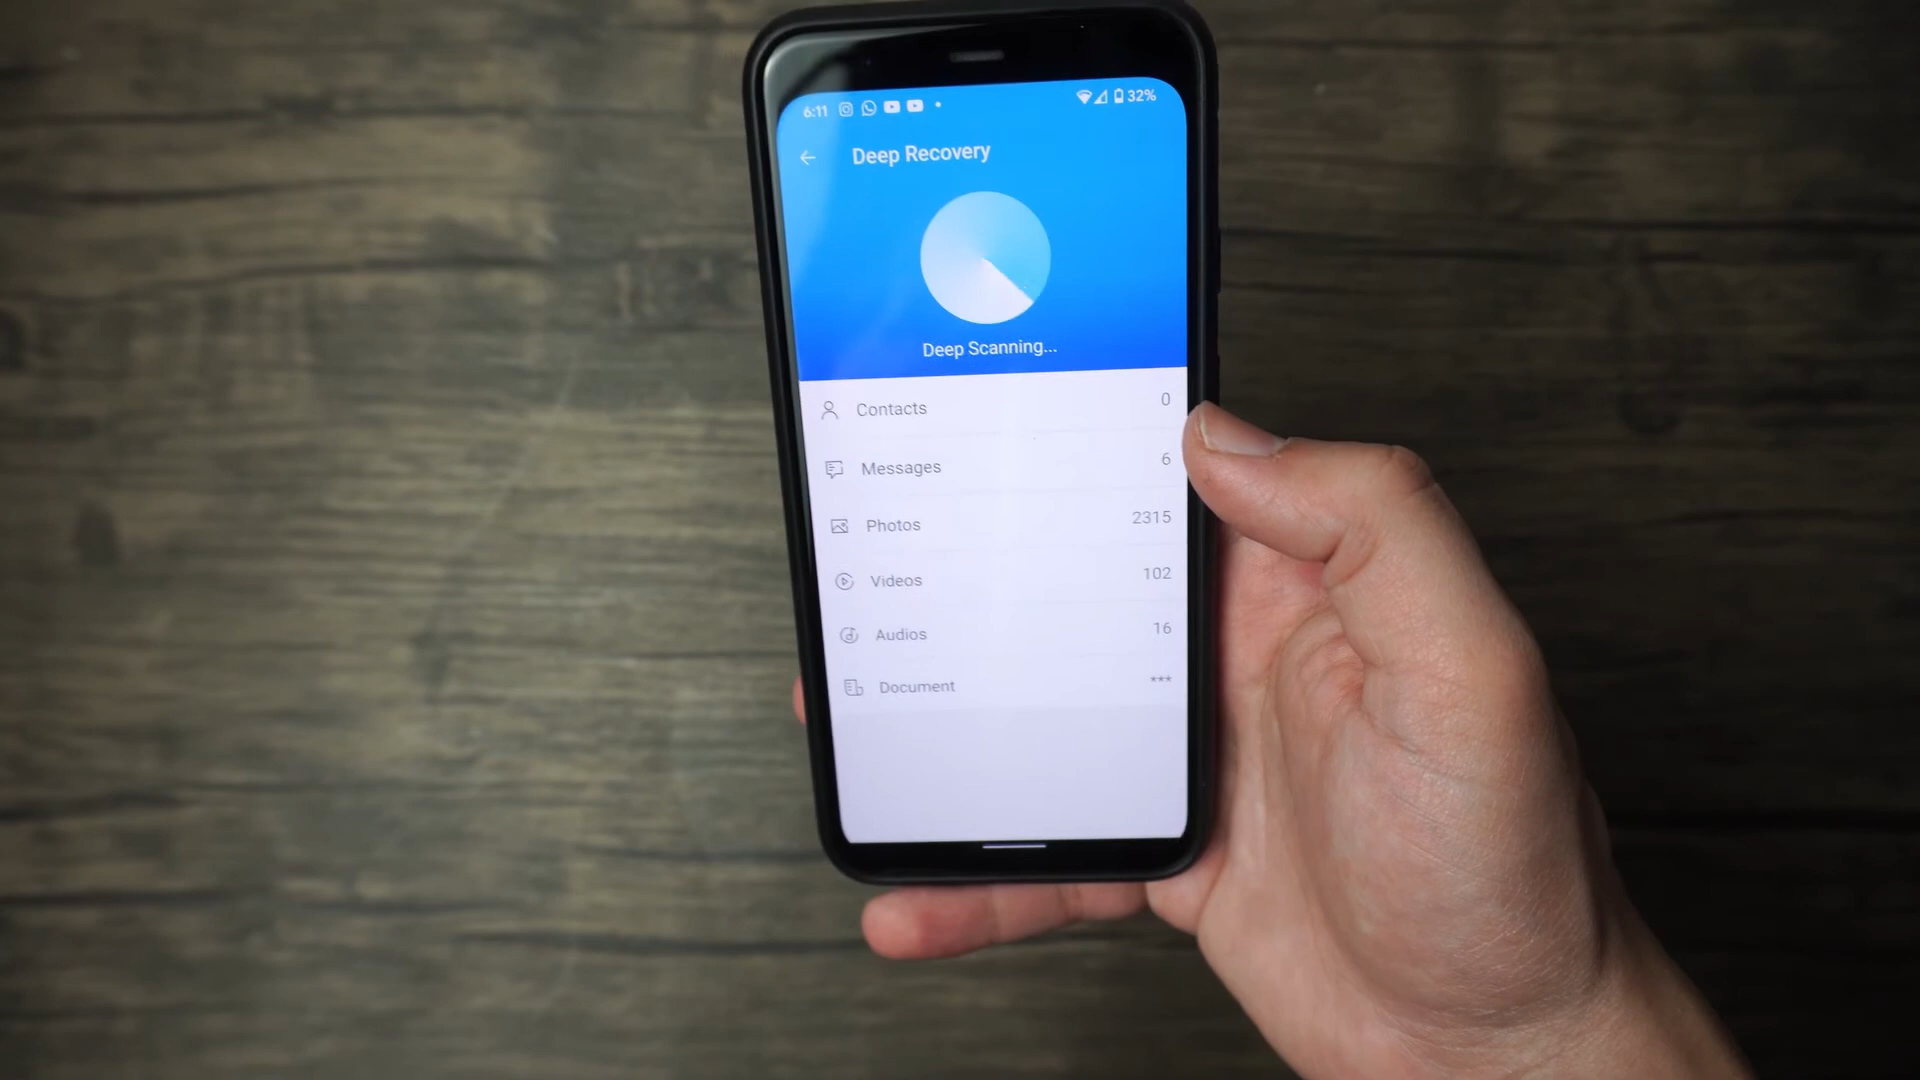 6:11 32%
Deep Recovery
Deep Scanning...
Contacts 0
Messages 6
Photos 2315
Videos 102
Audios 16
Document ***